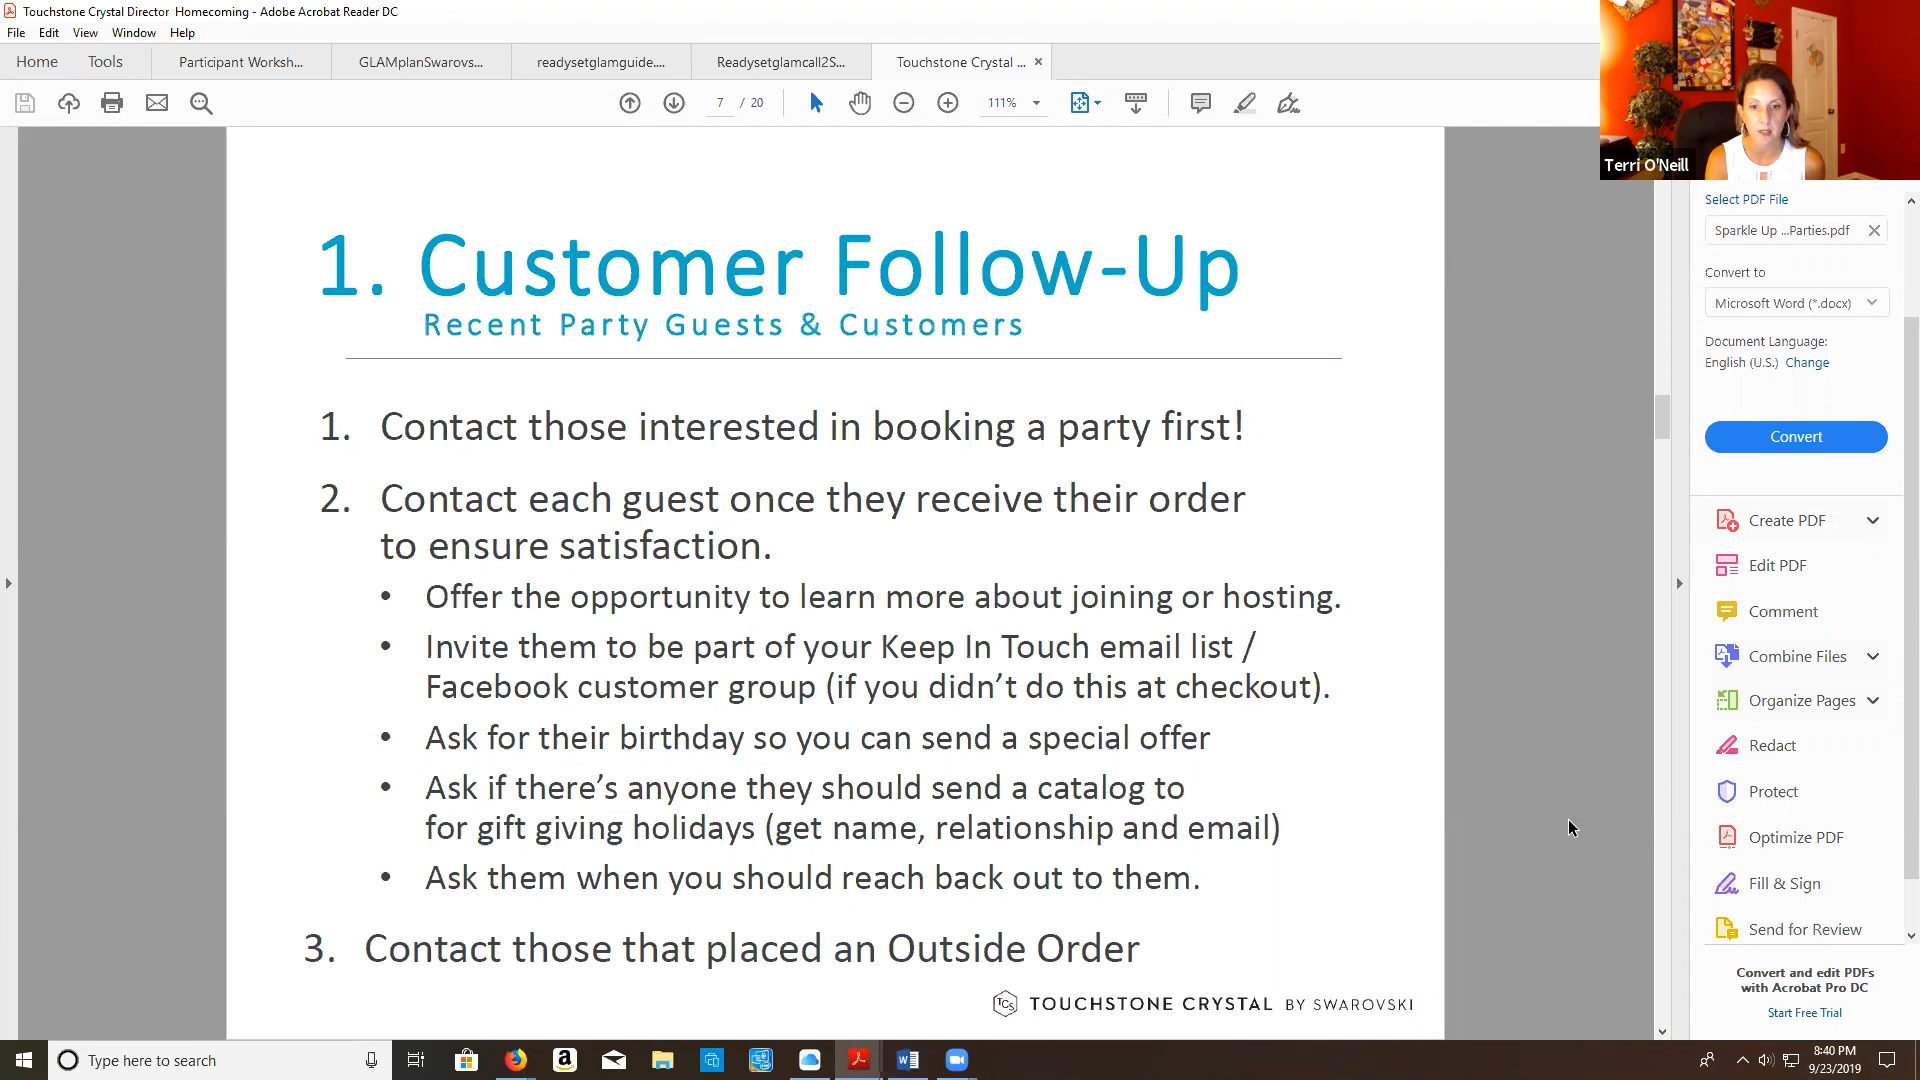 Touchstone Crystal Director  Homecoming - Adobe Acrobat Reader DC
File Edit View Window Help
Home Tools Participant Worksh... GLAMplanSwarovs... readysetglamguide.... Readysetglamcall2S... Touchstone Crystal ...
7 / 20 111%
Terri O'Neill
1. Customer Follow-Up
Recent Party Guests & Customers
1. Contact those interested in booking a party first!
2. Contact each guest once they receive their order
to ensure satisfaction.
• Offer the opportunity to learn more about joining or hosting.
• Invite them to be part of your Keep In Touch email list /
Facebook customer group (if you didn’t do this at checkout).
• Ask for their birthday so you can send a special offer
• Ask if there’s anyone they should send a catalog to
for gift giving holidays (get name, relationship and email)
• Ask them when you should reach back out to them.
3. Contact those that placed an Outside Order
TCS TOUCHSTONE CRYSTAL BY SWAROVSKI
Select PDF File
Sparkle Up ...Parties.pdf
Convert to
Microsoft Word (*.docx)
Document Language:
English (U.S.) Change
Convert
Create PDF
Edit PDF
Comment
Combine Files
Organize Pages
Redact
Protect
Optimize PDF
Fill & Sign
Send for Review
Convert and edit PDFs
with Acrobat Pro DC
Start Free Trial
Type here to search
8:40 PM
9/23/2019